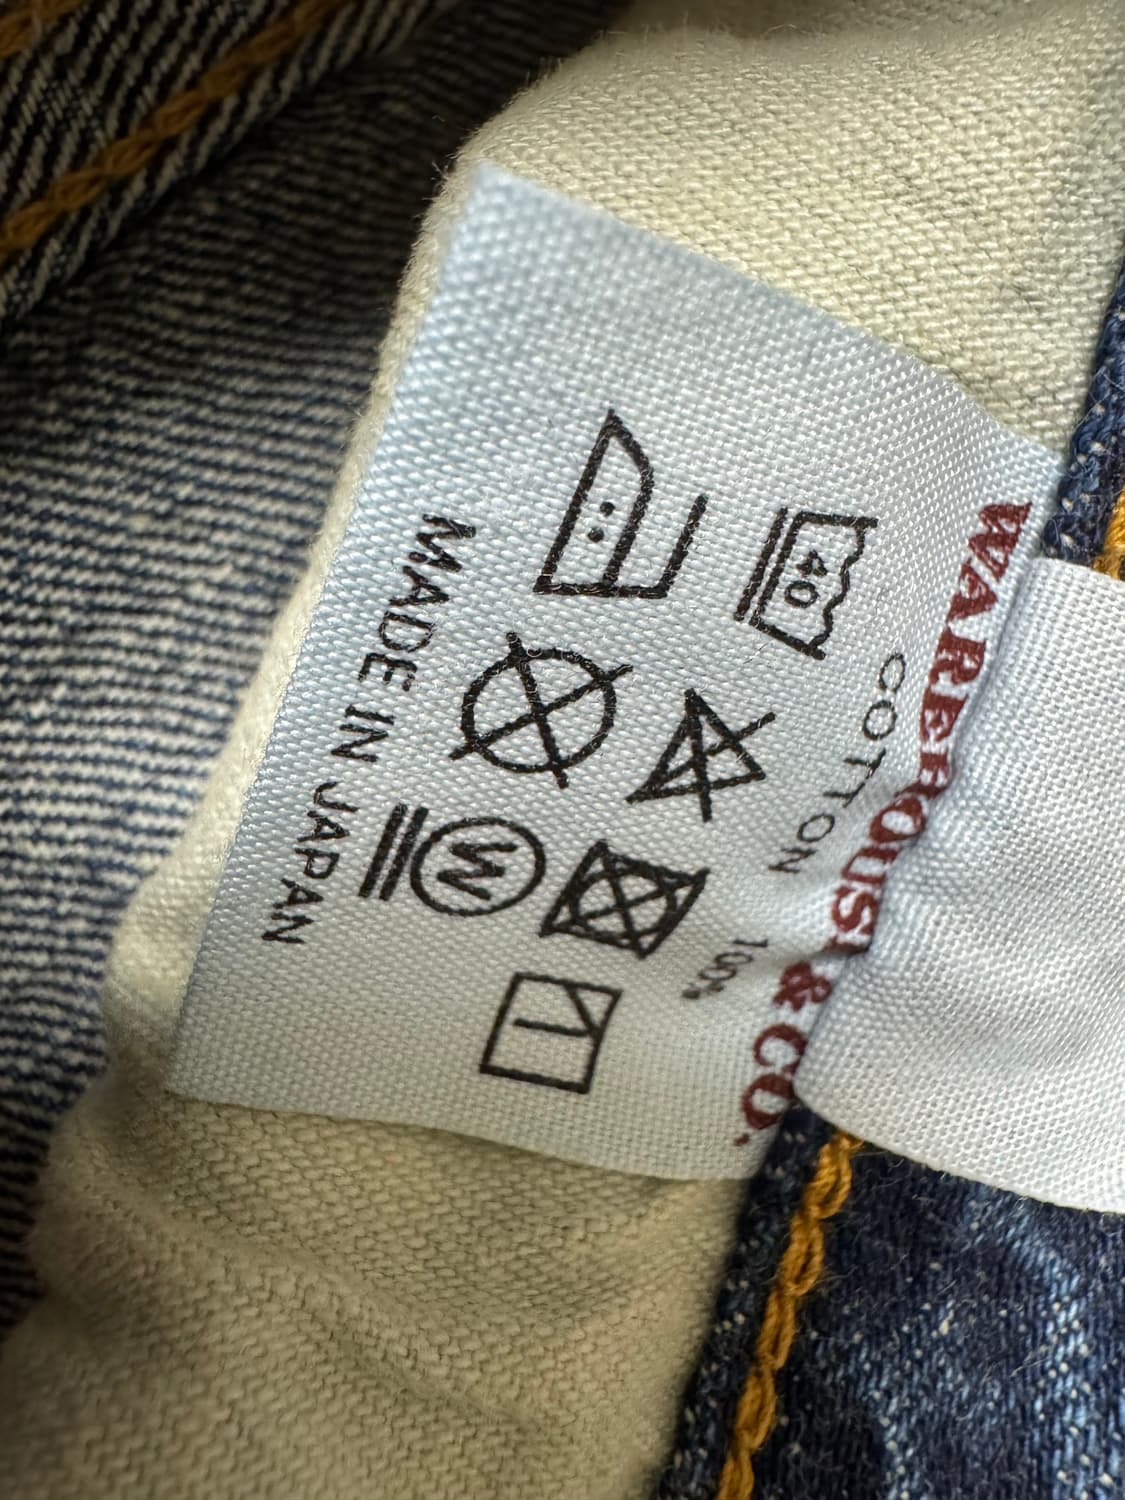 WAREHOUSE & CO.
COTTON 100%
40
W
MADE IN JAPAN